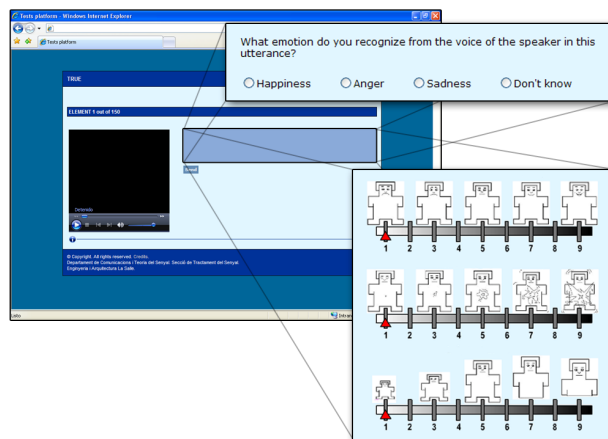 Tests platform - Windows Internet Explorer
Tests platform
What emotion do you recognize from the voice of the speaker in this
utterance?
Happiness Anger Sadness Don't know
TRUE
ELEMENT 1 out of 150
Detenido
© Copyright. All rights reserved. Credits.
Departament de Comunicacions i Teoria del Senyal. Secció de Tractament del Senyal.
Enginyeria i Arquitectura La Salle.
Listo
1 2 3 4 5 6 7 8 9
1 2 3 4 5 6 7 8 9
1 2 3 4 5 6 7 8 9